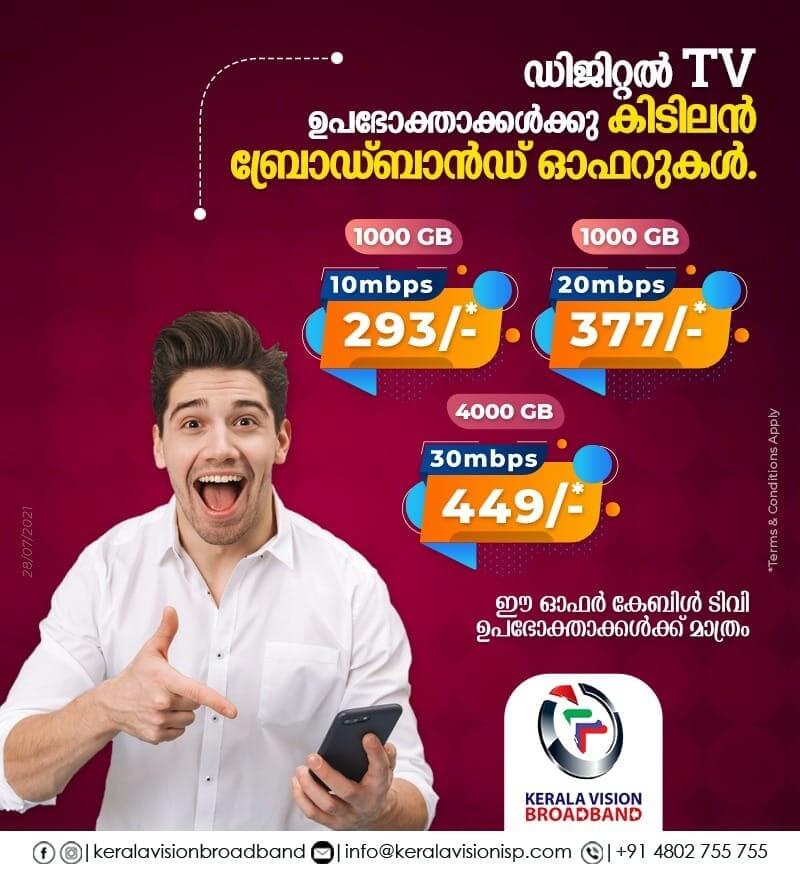 ഡിജിറ്റൽ TV
ഉപഭോക്താക്കൾക്കു കിടിലൻ
ബ്രോഡ്ബാൻഡ് ഓഫറുകൾ.
1000 GB
10mbps
293/-*
1000 GB
20mbps
377/-*
4000 GB
30mbps
449/-*
*Terms & Conditions Apply
28/07/2021
ഈ ഓഫർ കേബിൾ ടിവി
ഉപഭോക്താക്കൾക്ക് മാത്രം
KERALA VISION
BROADBAND
| keralavisionbroadband | info@keralavisionisp.com | +91 4802 755 755